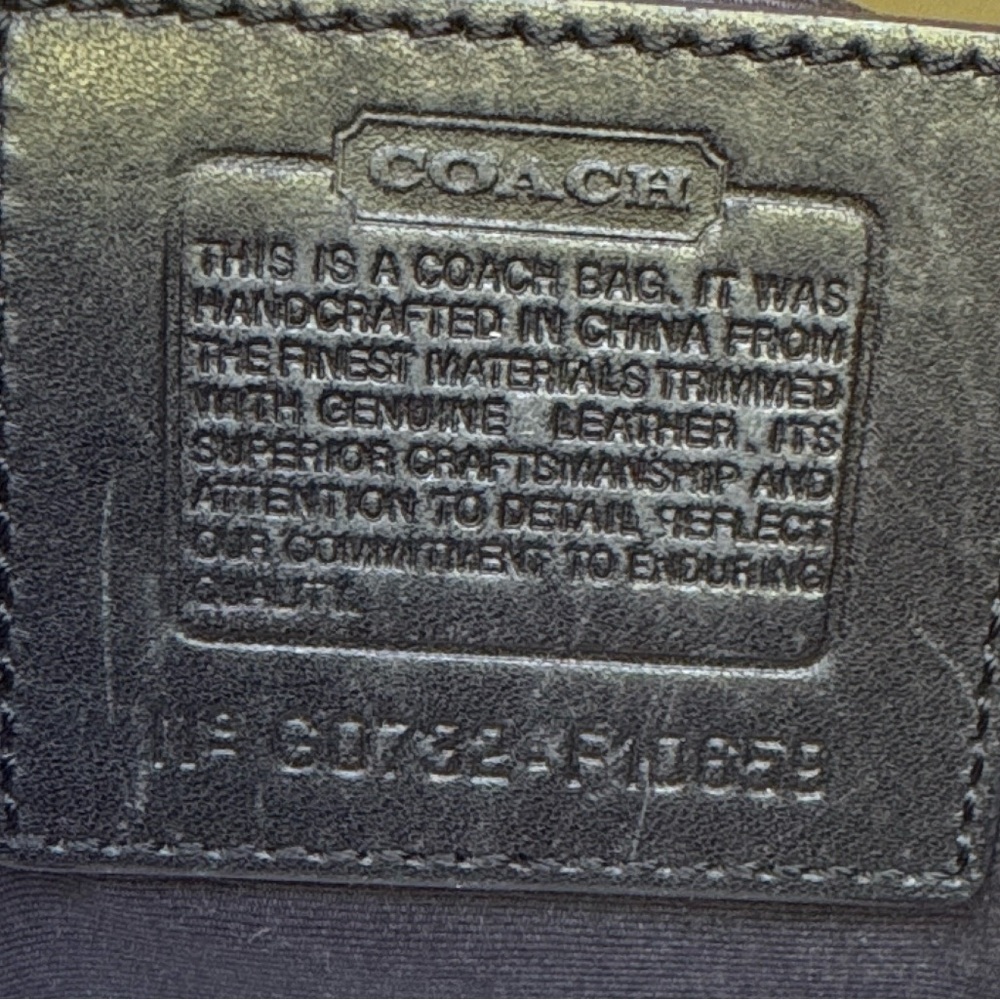 COACH
THIS IS A COACH BAG. IT WAS
HANDCRAFTED IN CHINA FROM
THE FINEST MATERIALS TRIMMED
WITH GENUINE LEATHER. ITS
SUPERIOR CRAFTSMANSHIP AND
ATTENTION TO DETAIL REFLECT
OUR COMMITMENT TO ENDURING
QUALITY.